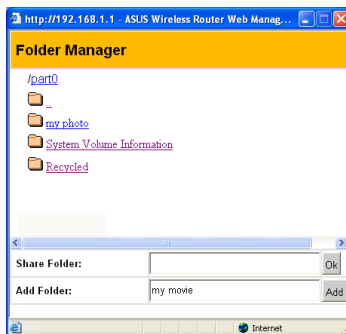 http://192.168.1.1 - ASUS Wireless Router Web Manag...
Folder Manager
/part0
..
my photo
System Volume Information
Recycled
Share Folder:
Ok
Add Folder:
my movie
Add
Internet